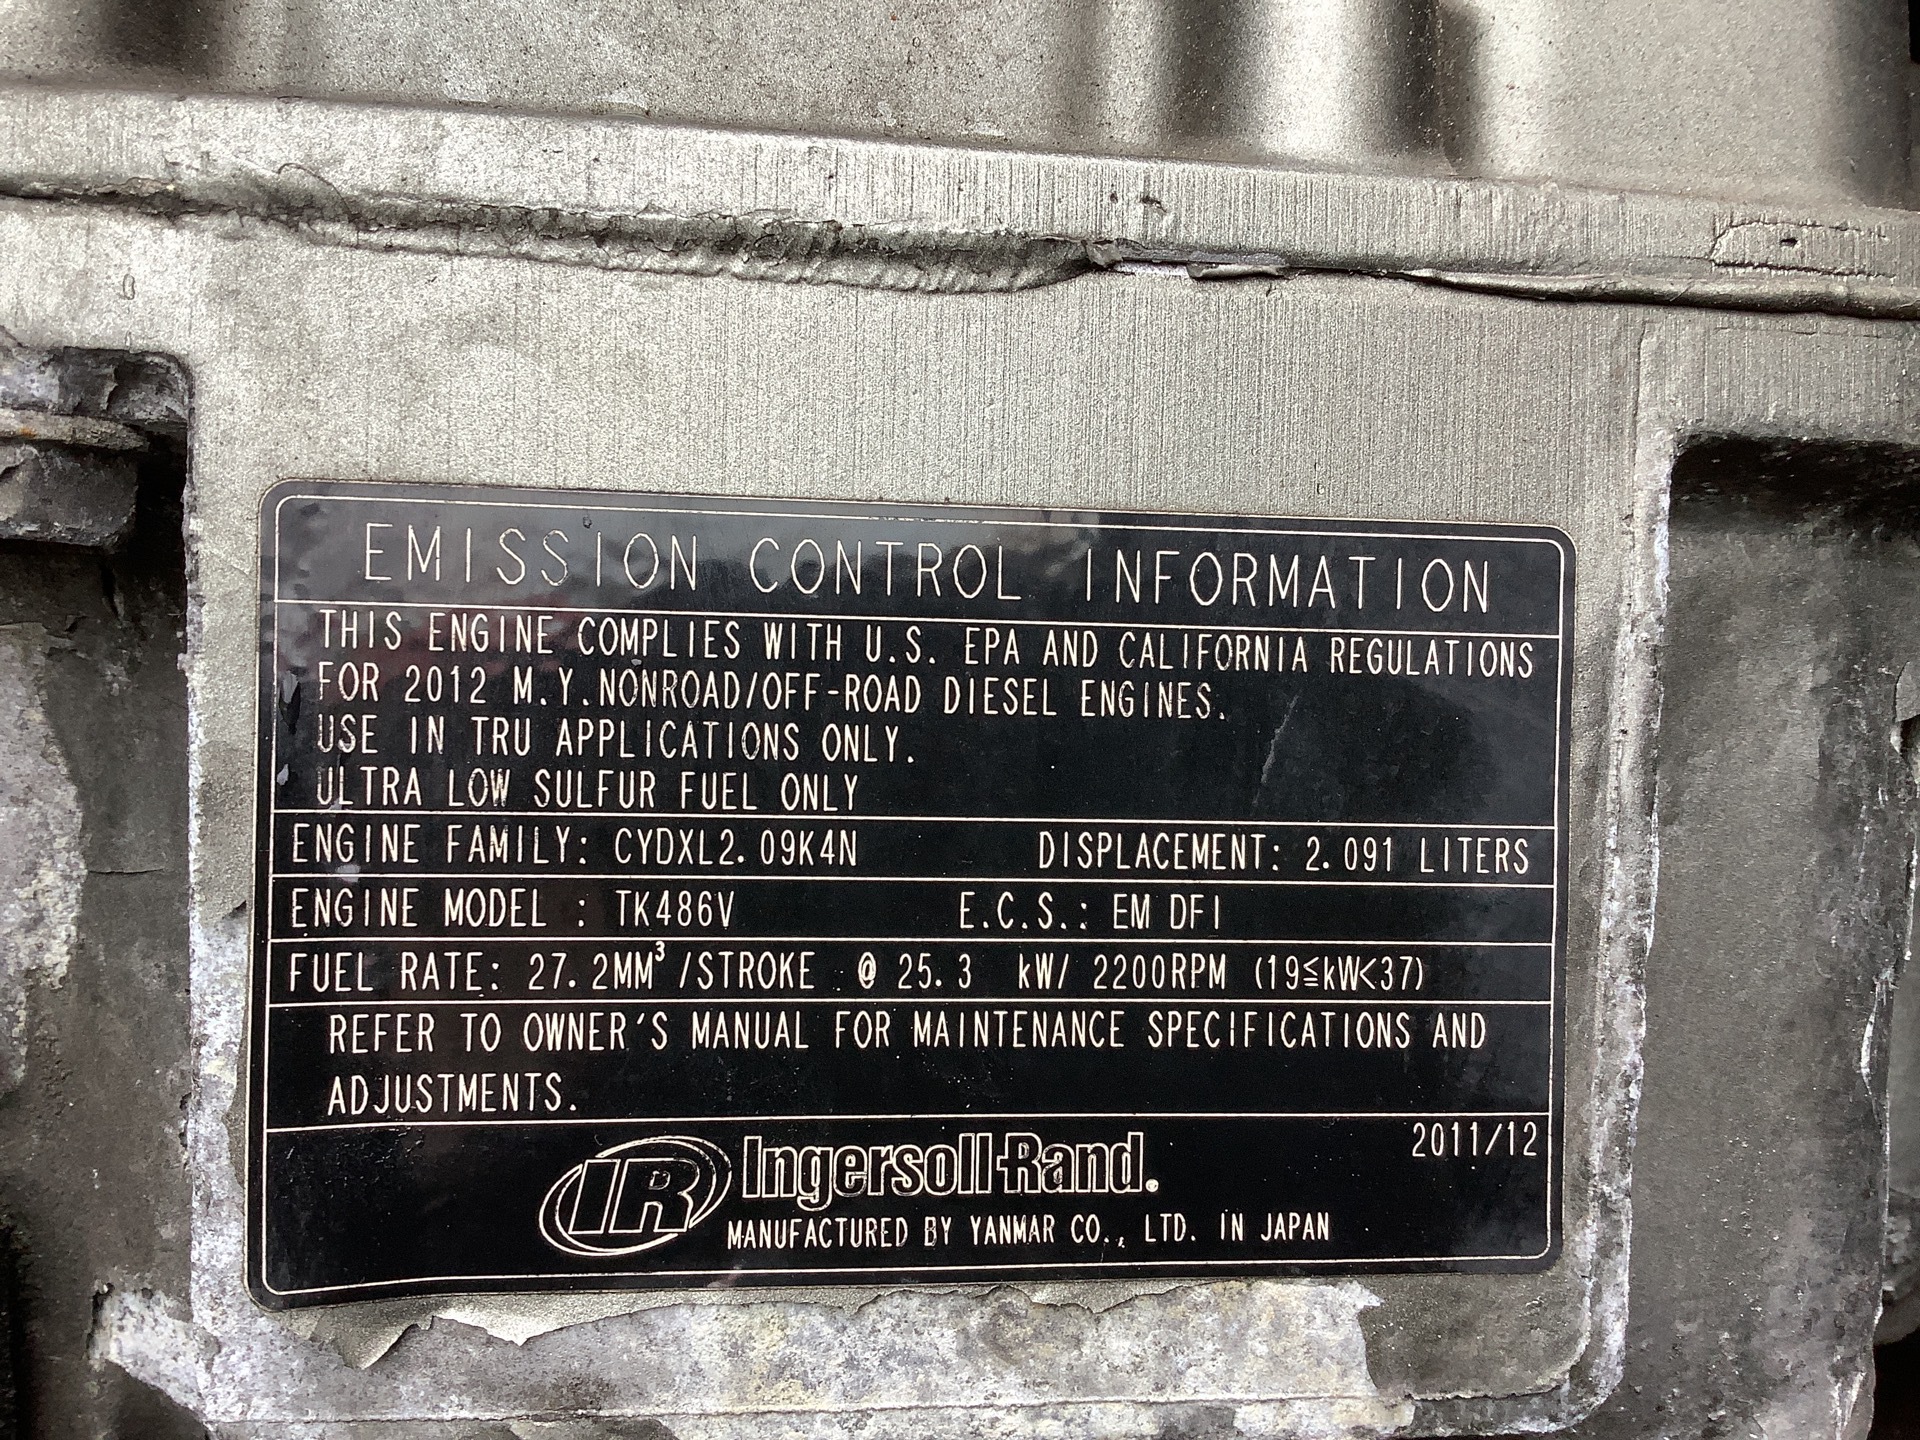 EMISSION CONTROL INFORMATION
THIS ENGINE COMPLIES WITH U.S. EPA AND CALIFORNIA REGULATIONS
FOR 2012 M.Y.NONROAD/OFF-ROAD DIESEL ENGINES.
USE IN TRU APPLICATIONS ONLY.
ULTRA LOW SULFUR FUEL ONLY
ENGINE FAMILY: CYDXL2.09K4N DISPLACEMENT: 2.091 LITERS
ENGINE MODEL : TK486V E.C.S.: EM DFI
FUEL RATE: 27.2MM³/STROKE @ 25.3 kW/ 2200RPM (19≦kW<37)
REFER TO OWNER'S MANUAL FOR MAINTENANCE SPECIFICATIONS AND
ADJUSTMENTS.
2011/12
IR Ingersoll-Rand.
MANUFACTURED BY YANMAR CO., LTD. IN JAPAN